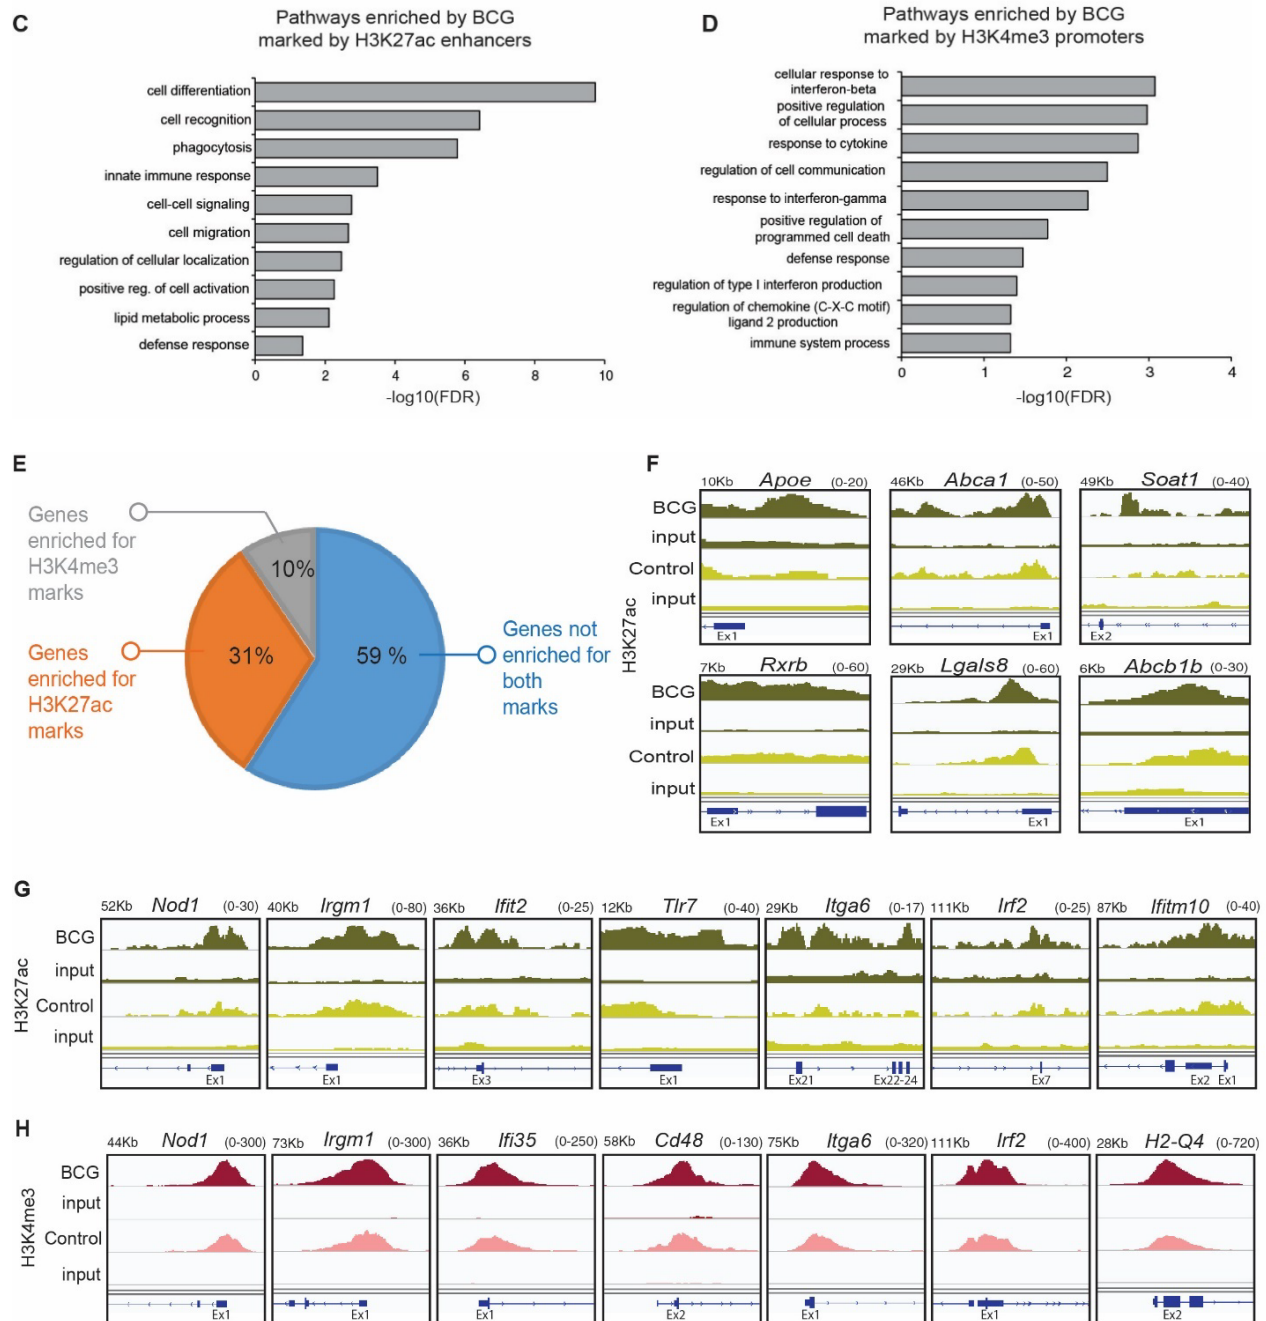 C
Pathways enriched by BCG
marked by H3K27ac enhancers
cell differentiation
cell recognition
phagocytosis
innate immune response
cell-cell signaling
cell migration
regulation of cellular localization
positive reg. of cell activation
lipid metabolic process
defense response
0 2 4 6 8 10
-log10(FDR)
D
Pathways enriched by BCG
marked by H3K4me3 promoters
cellular response to
interferon-beta
positive regulation
of cellular process
response to cytokine
regulation of cell communication
response to interferon-gamma
positive regulation of
programmed cell death
defense response
regulation of type I interferon production
regulation of chemokine (C-X-C motif)
ligand 2 production
immune system process
0 1 2 3 4
-log10(FDR)
E
Genes
enriched for
H3K4me3
marks
10%
Genes
enriched for
H3K27ac
marks
31%
59 %
Genes not
enriched for
both
marks
F
H3K27ac
10Kb Apoe (0-20) 46Kb Abca1 (0-50) 49Kb Soat1 (0-40)
BCG
input
Control
input
Ex1 Ex1 Ex2
7Kb Rxrb (0-60) 29Kb Lgals8 (0-60) 6Kb Abcb1b (0-30)
BCG
input
Control
input
Ex1 Ex1 Ex1
G
H3K27ac
52Kb Nod1 (0-30) 40Kb Irgm1 (0-80) 36Kb Ifit2 (0-25) 12Kb Tlr7 (0-40) 29Kb Itga6 (0-17) 111Kb Irf2 (0-25) 87Kb Ifitm10 (0-40)
BCG
input
Control
input
Ex1 Ex1 Ex3 Ex1 Ex21 Ex22-24 Ex7 Ex2 Ex1
H
H3K4me3
44Kb Nod1 (0-300) 73Kb Irgm1 (0-300) 36Kb Ifi35 (0-250) 58Kb Cd48 (0-130) 75Kb Itga6 (0-320) 111Kb Irf2 (0-400) 28Kb H2-Q4 (0-720)
BCG
input
Control
input
Ex1 Ex1 Ex1 Ex2 Ex1 Ex1 Ex2